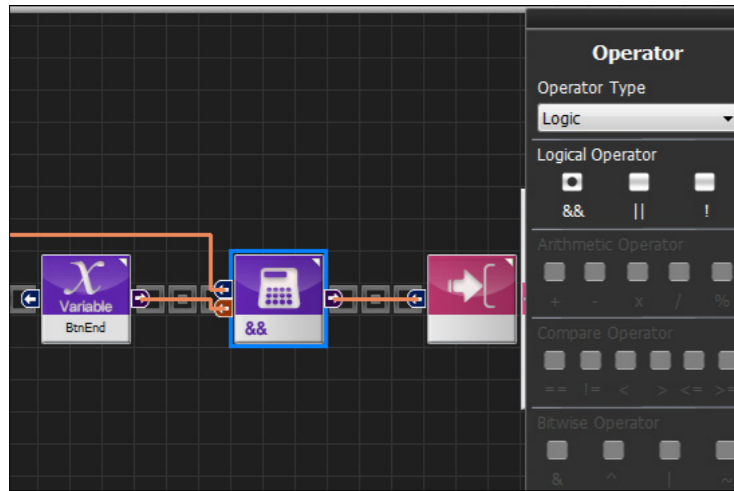 Operator
Operator Type
Logic
Logical Operator
&& || !
Arithmetic Operator
+ - x / %
Compare Operator
== != < > <= >=
Bitwise Operator
& ^ | ~
X
Variable
BtnEnd
&&